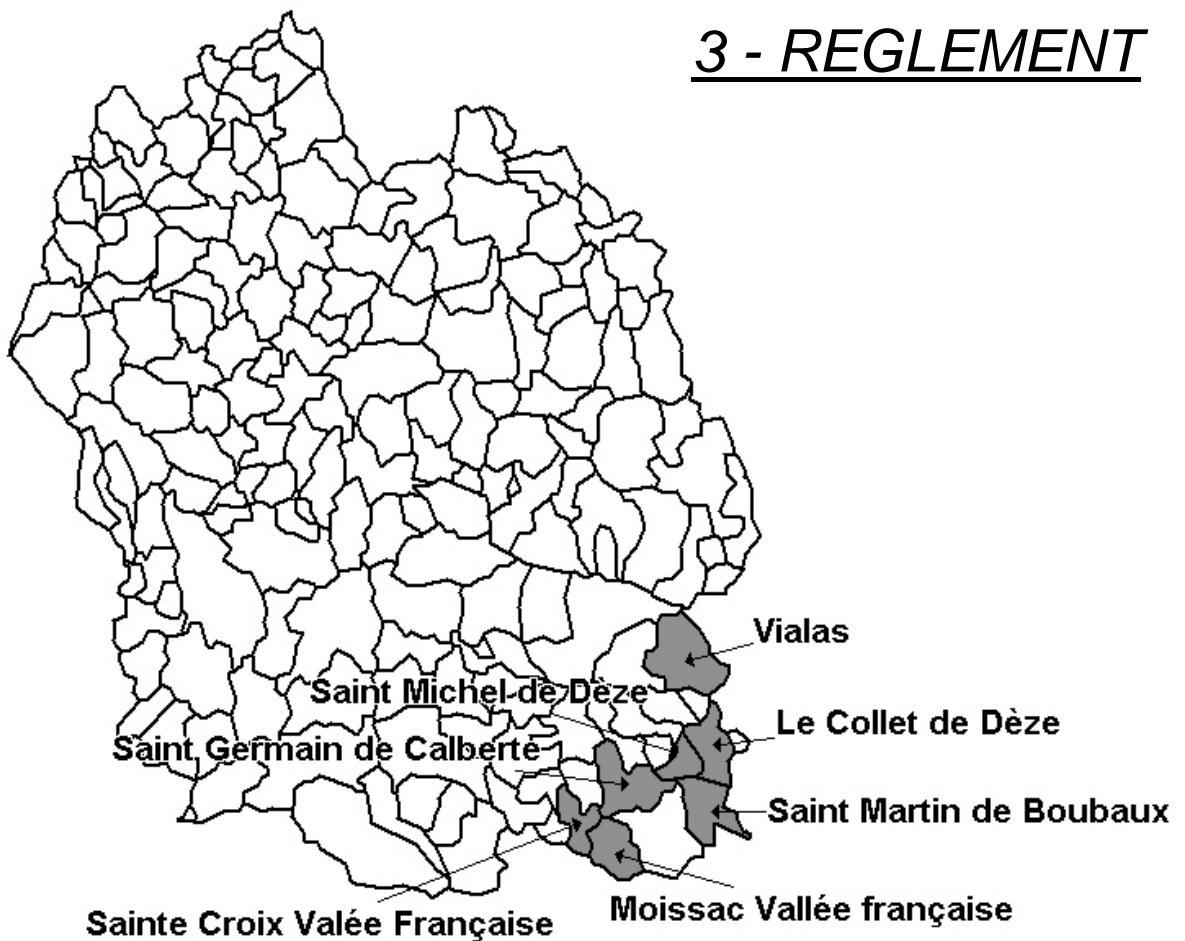 3 - REGLEMENT
Vialas
Saint Michel de Dèze
Le Collet de Dèze
Saint Germain de Calberte
Saint Martin de Boubaux
Moissac Vallée française
Sainte Croix Valée Française